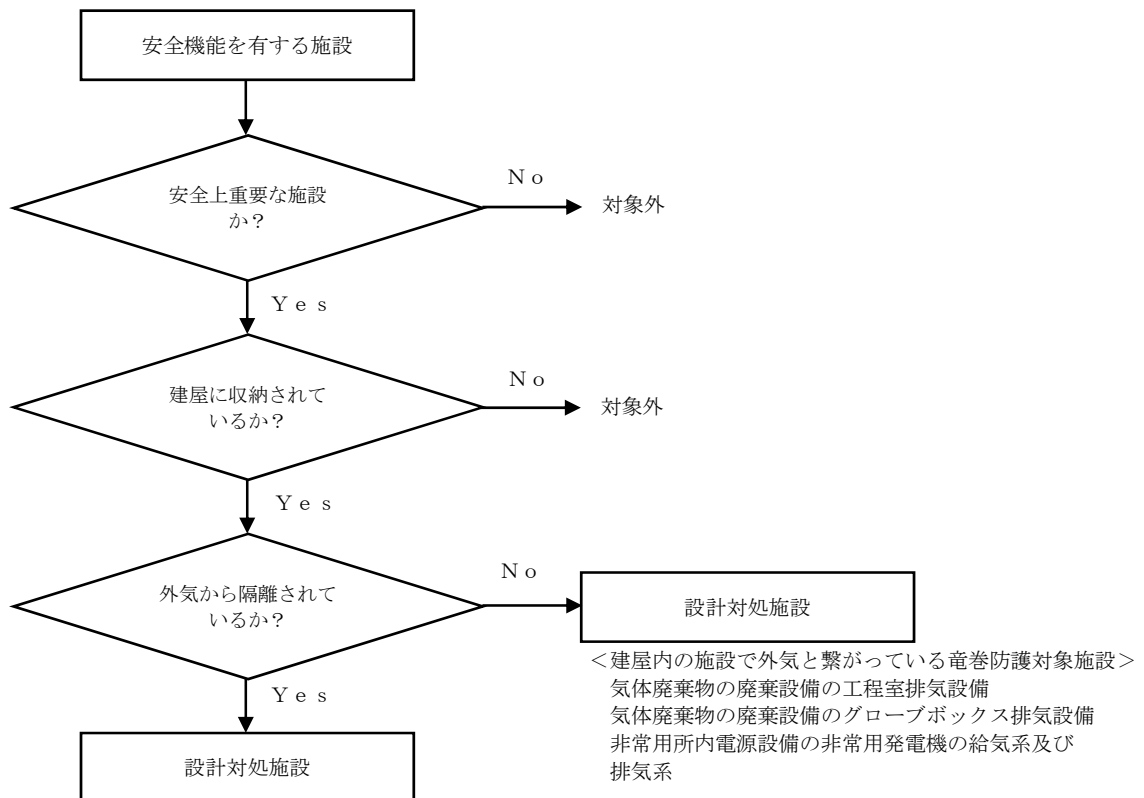 安全機能を有する施設
安全上重要な施設
か？
Ｎｏ
対象外
Ｙｅｓ
建屋に収納されて
いるか？
Ｎｏ
対象外
Ｙｅｓ
外気から隔離されて
いるか？
Ｎｏ
設計対処施設
＜建屋内の施設で外気と繋がっている竜巻防護対象施設＞
気体廃棄物の廃棄設備の工程室排気設備
気体廃棄物の廃棄設備のグローブボックス排気設備
非常用所内電源設備の非常用発電機の給気系及び
排気系
Ｙｅｓ
設計対処施設